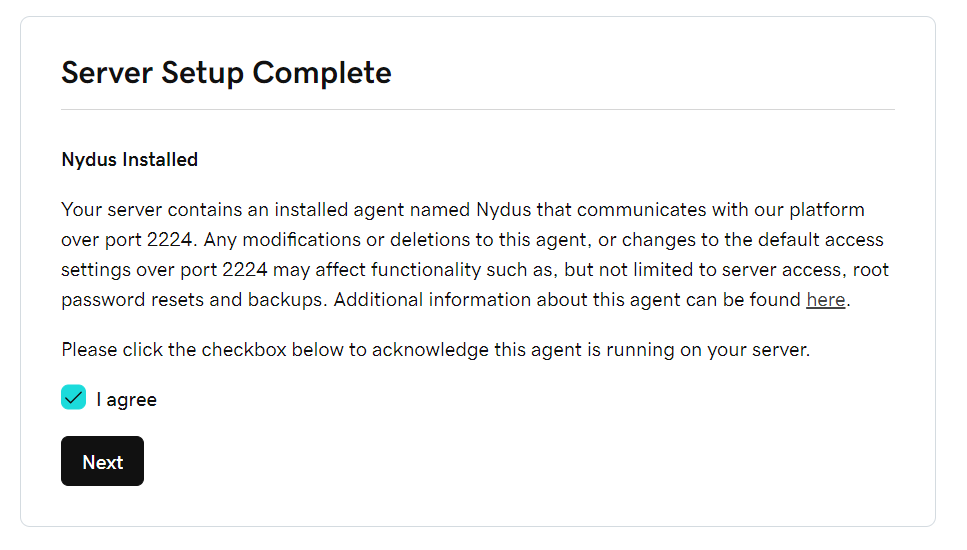 Server Setup Complete
Nydus Installed
Your server contains an installed agent named Nydus that communicates with our platform
over port 2224. Any modifications or deletions to this agent, or changes to the default access
settings over port 2224 may affect functionality such as, but not limited to server access, root
password resets and backups. Additional information about this agent can be found here.
Please click the checkbox below to acknowledge this agent is running on your server.
I agree
Next